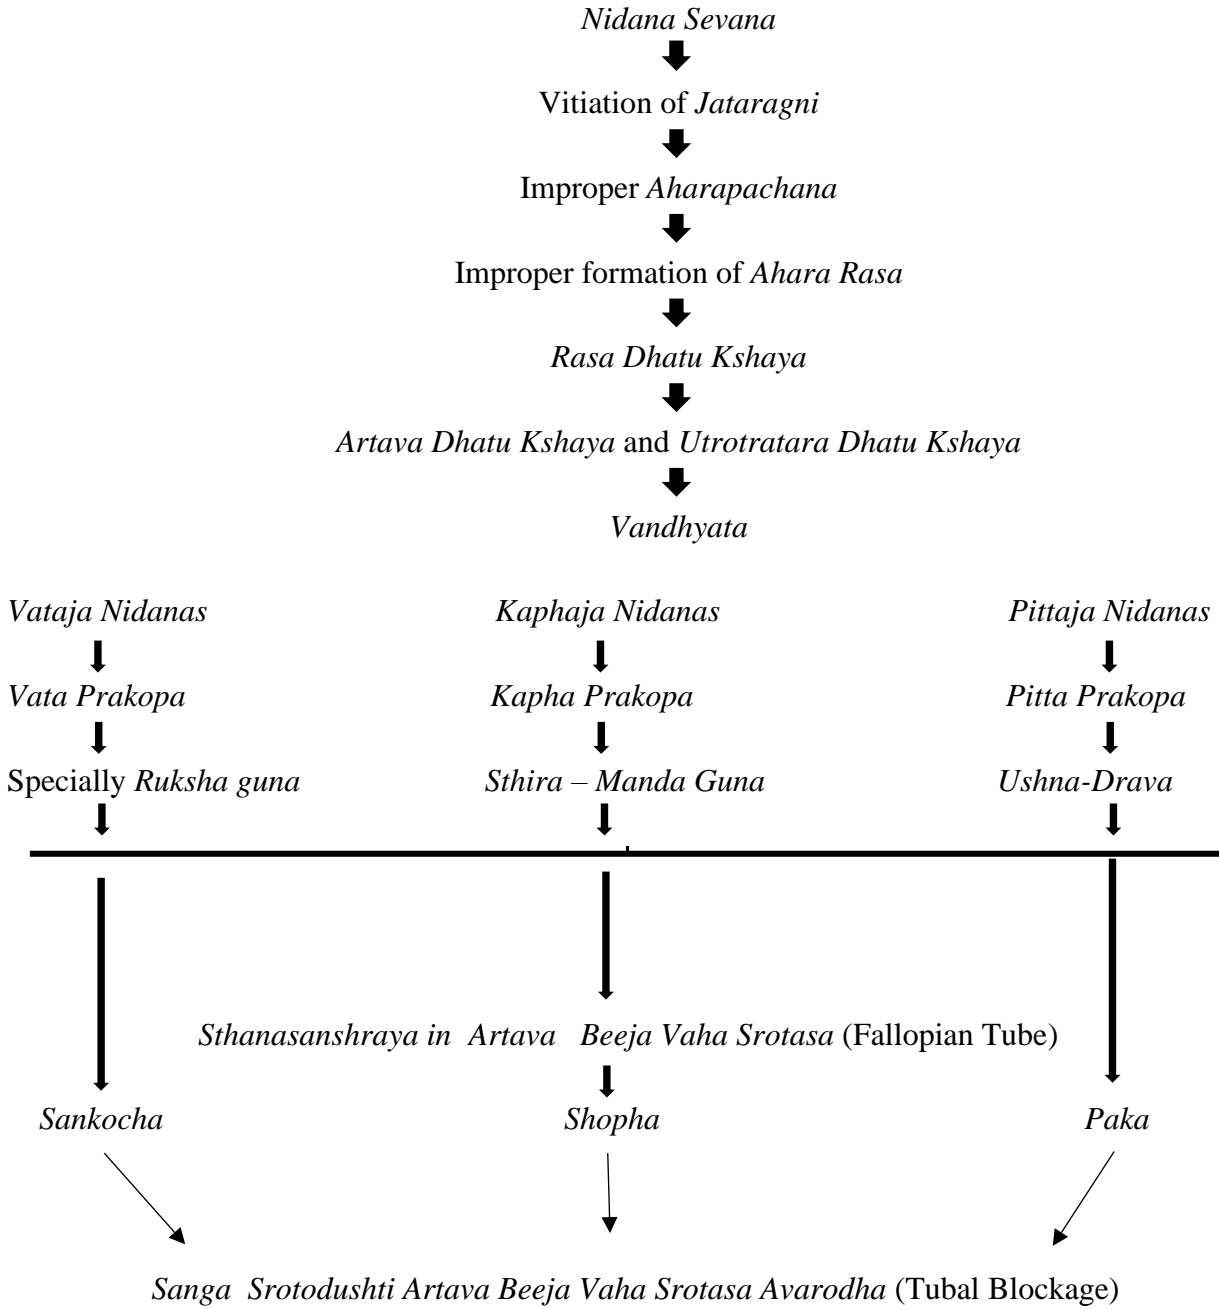 Nidana Sevana
Vitiation of Jataragni
Improper Aharapachana
Improper formation of Ahara Rasa
Rasa Dhatu Kshaya
Artava Dhatu Kshaya and Utrotratara Dhatu Kshaya
Vandhyata
Vataja Nidanas Kaphaja Nidanas Pittaja Nidanas
Vata Prakopa Kapha Prakopa Pitta Prakopa
Specially Ruksha guna Sthira – Manda Guna Ushna-Drava
Sthanasanshraya in Artava Beeja Vaha Srotasa (Fallopian Tube)
Sankocha Shopha Paka
Sanga Srotodushti Artava Beeja Vaha Srotasa Avarodha (Tubal Blockage)